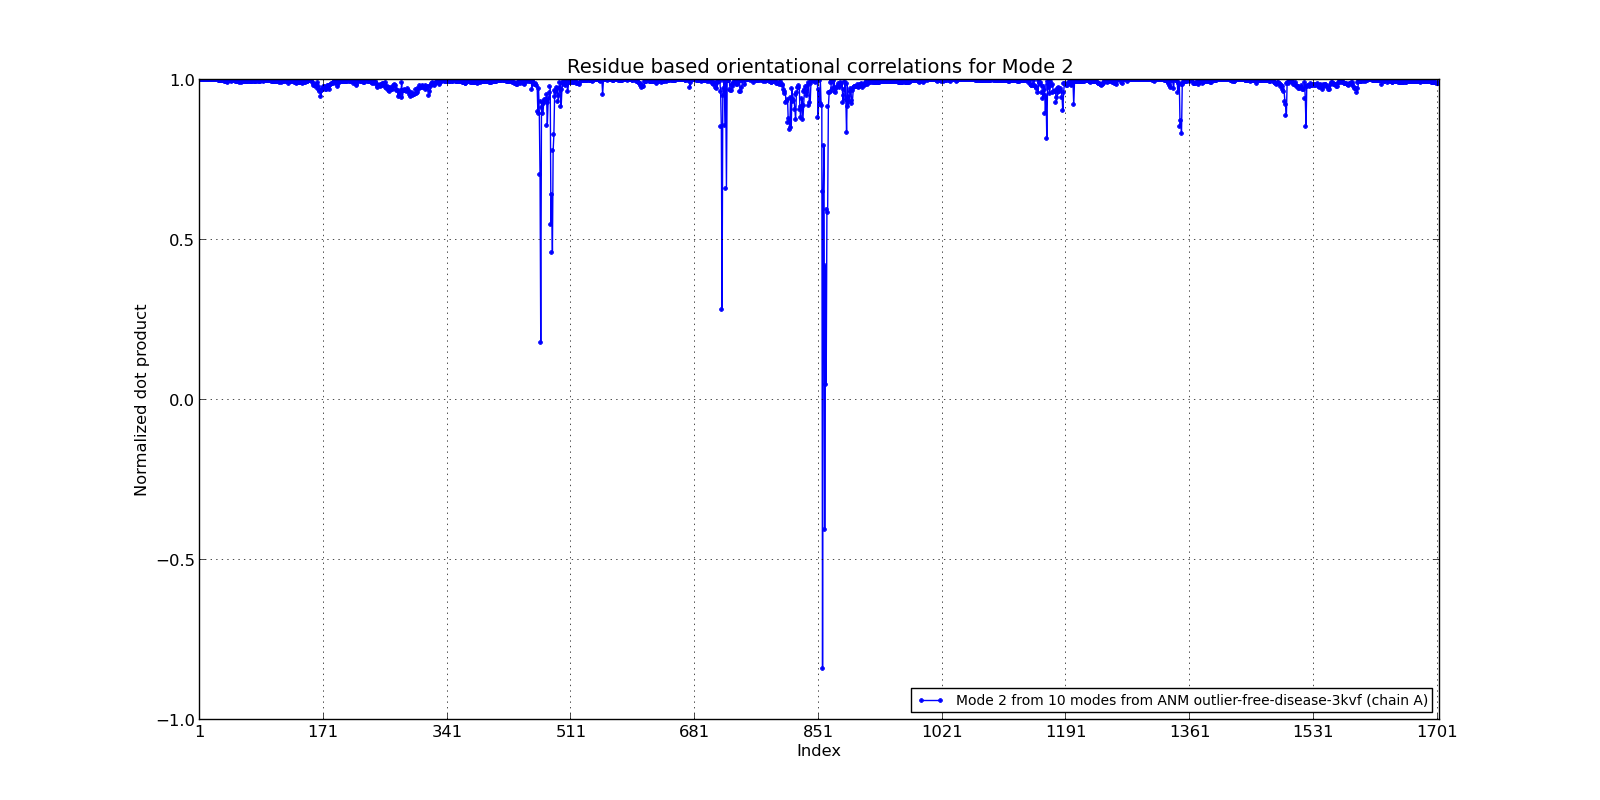 Residue based orientational correlations for Mode 2
1.0
0.5
0.0
−0.5
−1.0
Normalized dot product
Mode 2 from 10 modes from ANM outlier-free-disease-3kvf (chain A)
1 171 341 511 681 851 1021 1191 1361 1531 1701
Index